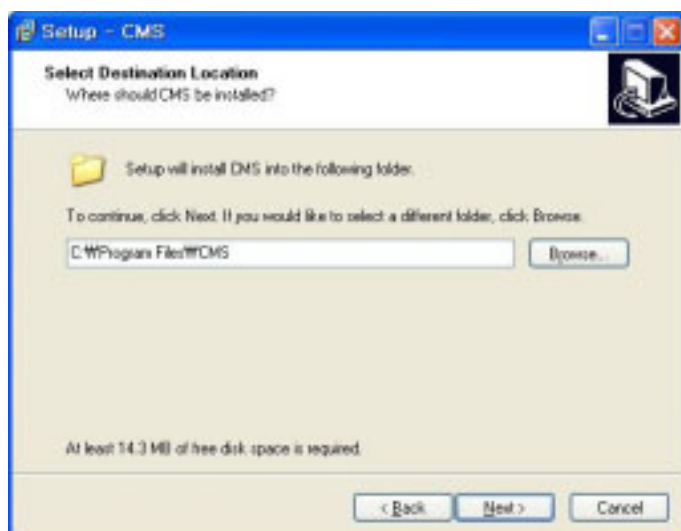 Setup - CMS
Select Destination Location
Where should CMS be installed?
Setup will install CMS into the following folder.
To continue, click Next. If you would like to select a different folder, click Browse.
C:₩Program Files₩CMS
Browse...
At least 14.3 MB of free disk space is required.
< Back
Next >
Cancel